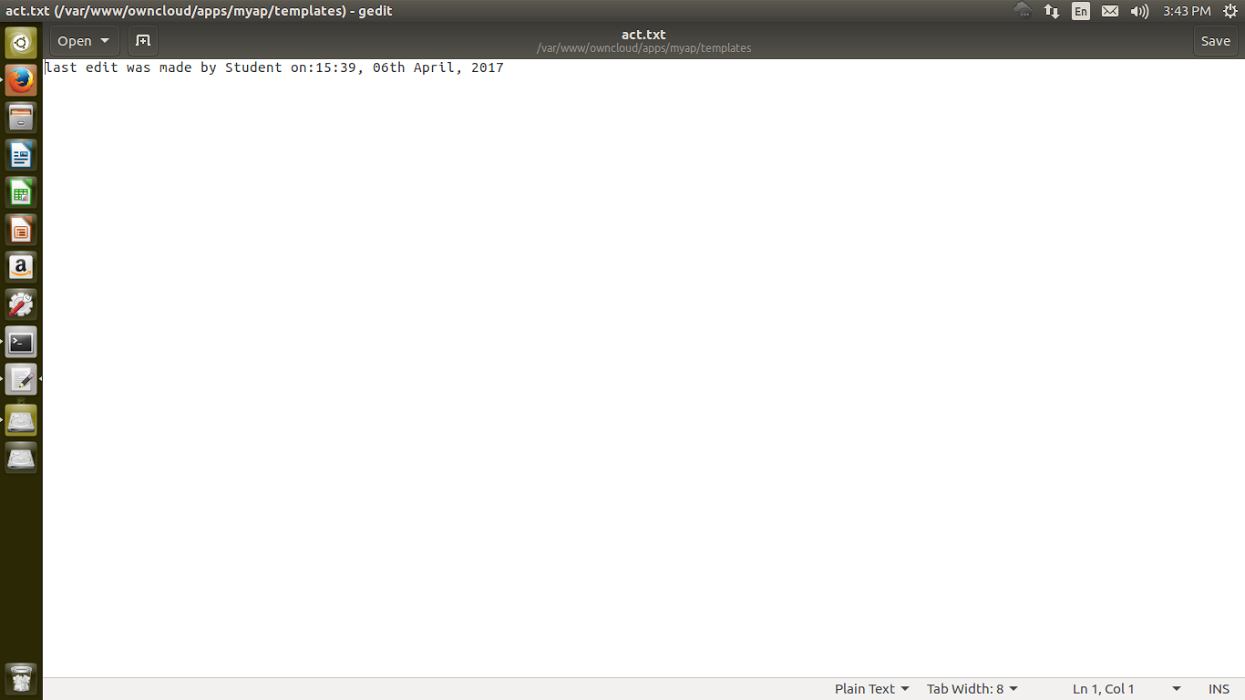 act.txt (/var/www/owncloud/apps/myap/templates) - gedit
En
3:43 PM
Open
act.txt
/var/www/owncloud/apps/myap/templates
Save
last edit was made by Student on:15:39, 06th April, 2017
a
>_
Plain Text
Tab Width: 8
Ln 1, Col 1
INS